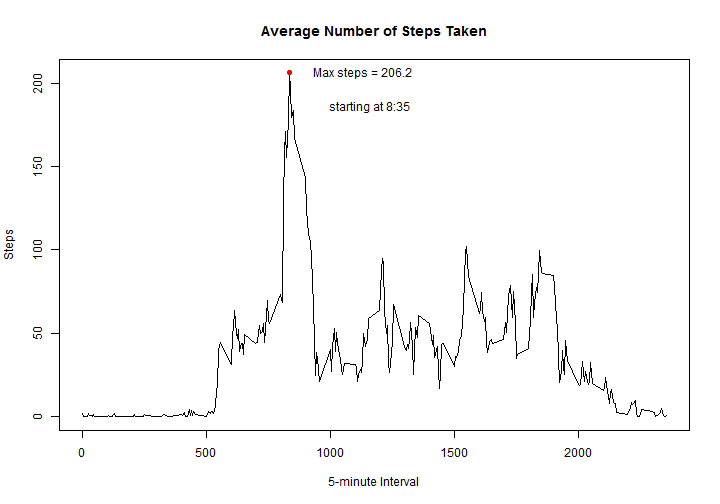 Average Number of Steps Taken
Max steps = 206.2
starting at 8:35
Steps
0
50
100
150
200
0
500
1000
1500
2000
5-minute Interval